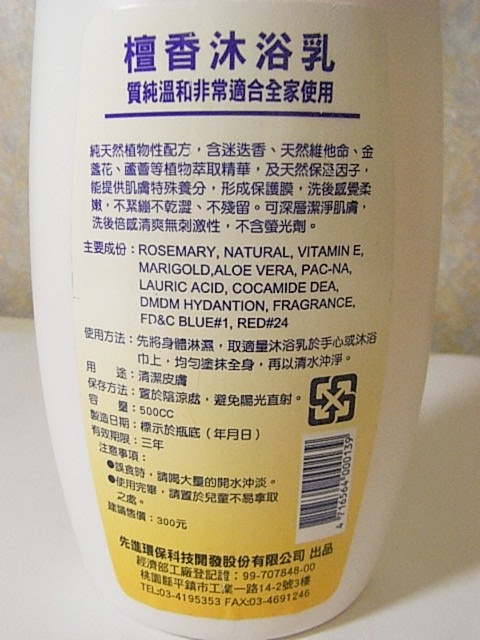 檀香沐浴乳
質純溫和非常適合全家使用
純天然植物性配方，含迷迭香、天然維他命、金
盞花、蘆薈等植物萃取精華，及天然保濕因子，
能提供肌膚特殊養分，形成保護膜，洗後感覺柔
嫩，不緊繃不乾澀、不殘留。可深層潔淨肌膚，
洗後倍感清爽無刺激性，不含螢光劑。
主要成份：ROSEMARY, NATURAL, VITAMIN E,
MARIGOLD,ALOE VERA, PAC-NA,
LAURIC ACID, COCAMIDE DEA,
DMDM HYDANTION, FRAGRANCE,
FD&C BLUE#1, RED#24
使用方法：先將身體淋濕，取適量沐浴乳於手心或沐浴
巾上，均勻塗抹全身，再以清水沖淨。
用　　途：清潔皮膚
保存方法：置於陰涼處，避免陽光直射。
容　　量：500CC
製造日期：標示於瓶底（年月日）
有效期限：三年
注意事項：
●誤食時，請喝大量的開水沖淡。
●使用完畢，請置於兒童不易拿取
之處。
建議售價：300元
4 716564 000139
先進環保科技開發股份有限公司 出品
經濟部工廠登記證：99-707848-00
桃園縣平鎮市工業一路14-2號3樓
TEL:03-4195353 FAX:03-4691246